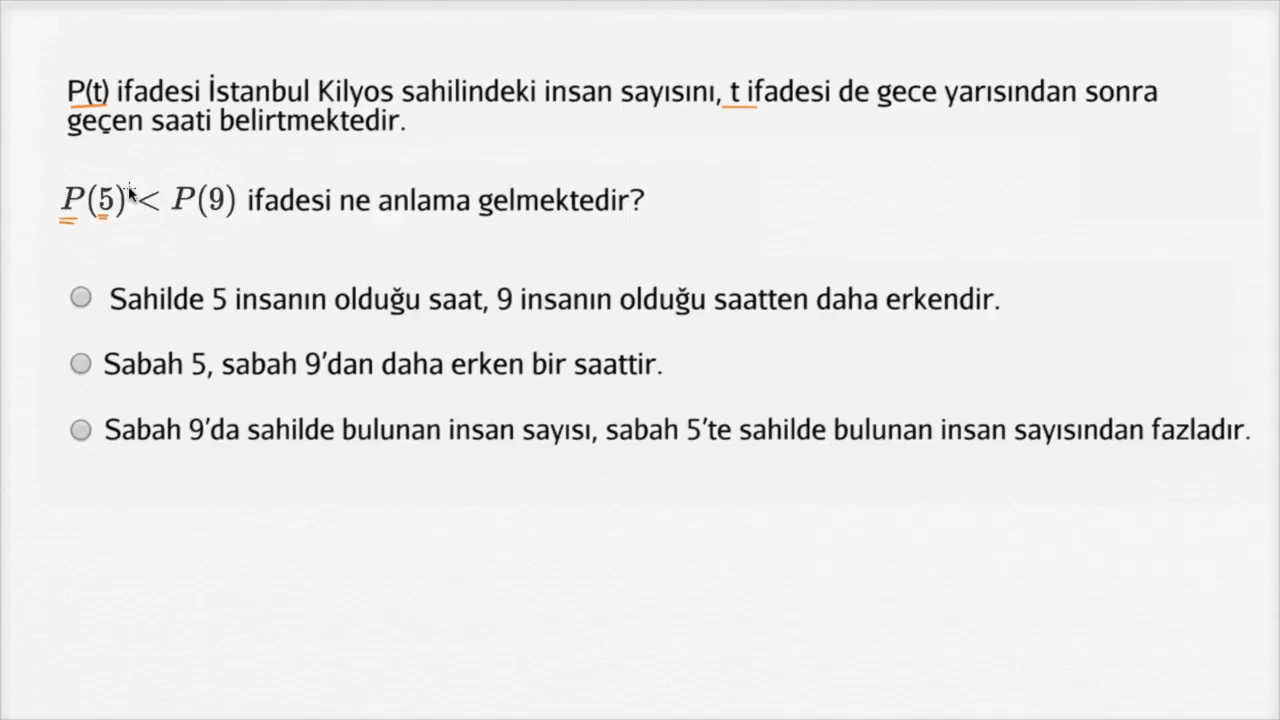 P(t) ifadesi İstanbul Kilyos sahilindeki insan sayısını, t ifadesi de gece yarısından sonra
geçen saati belirtmektedir.
P(5) < P(9) ifadesi ne anlama gelmektedir?
Sahilde 5 insanın olduğu saat, 9 insanın olduğu saatten daha erkendir.
Sabah 5, sabah 9’dan daha erken bir saattir.
Sabah 9’da sahilde bulunan insan sayısı, sabah 5’te sahilde bulunan insan sayısından fazladır.